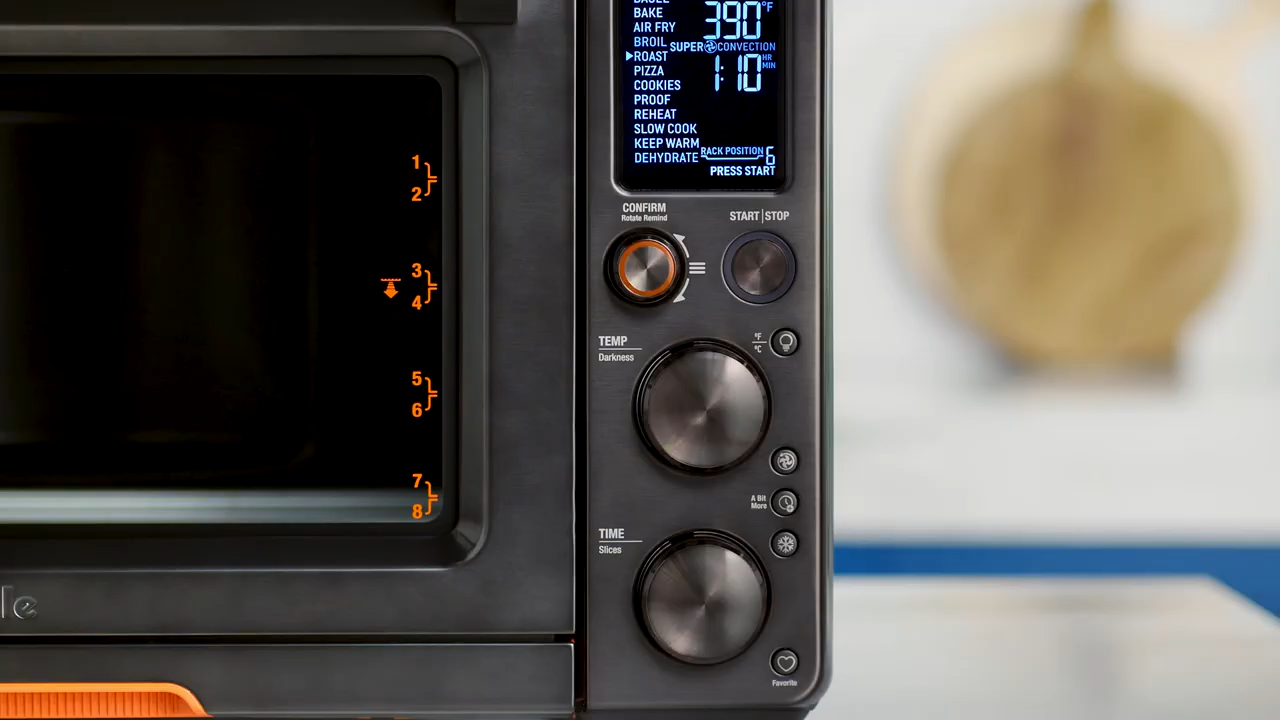 BAGEL
BAKE
AIR FRY
BROIL
ROAST
PIZZA
COOKIES
PROOF
REHEAT
SLOW COOK
KEEP WARM
DEHYDRATE
390°F
SUPER CONVECTION
1:10 HR MIN
RACK POSITION 6
PRESS START
CONFIRM
Rotate Remind
START|STOP
TEMP
Darkness
°F
°C
A Bit
More
TIME
Slices
Favorite
1
2
3
4
5
6
7
8